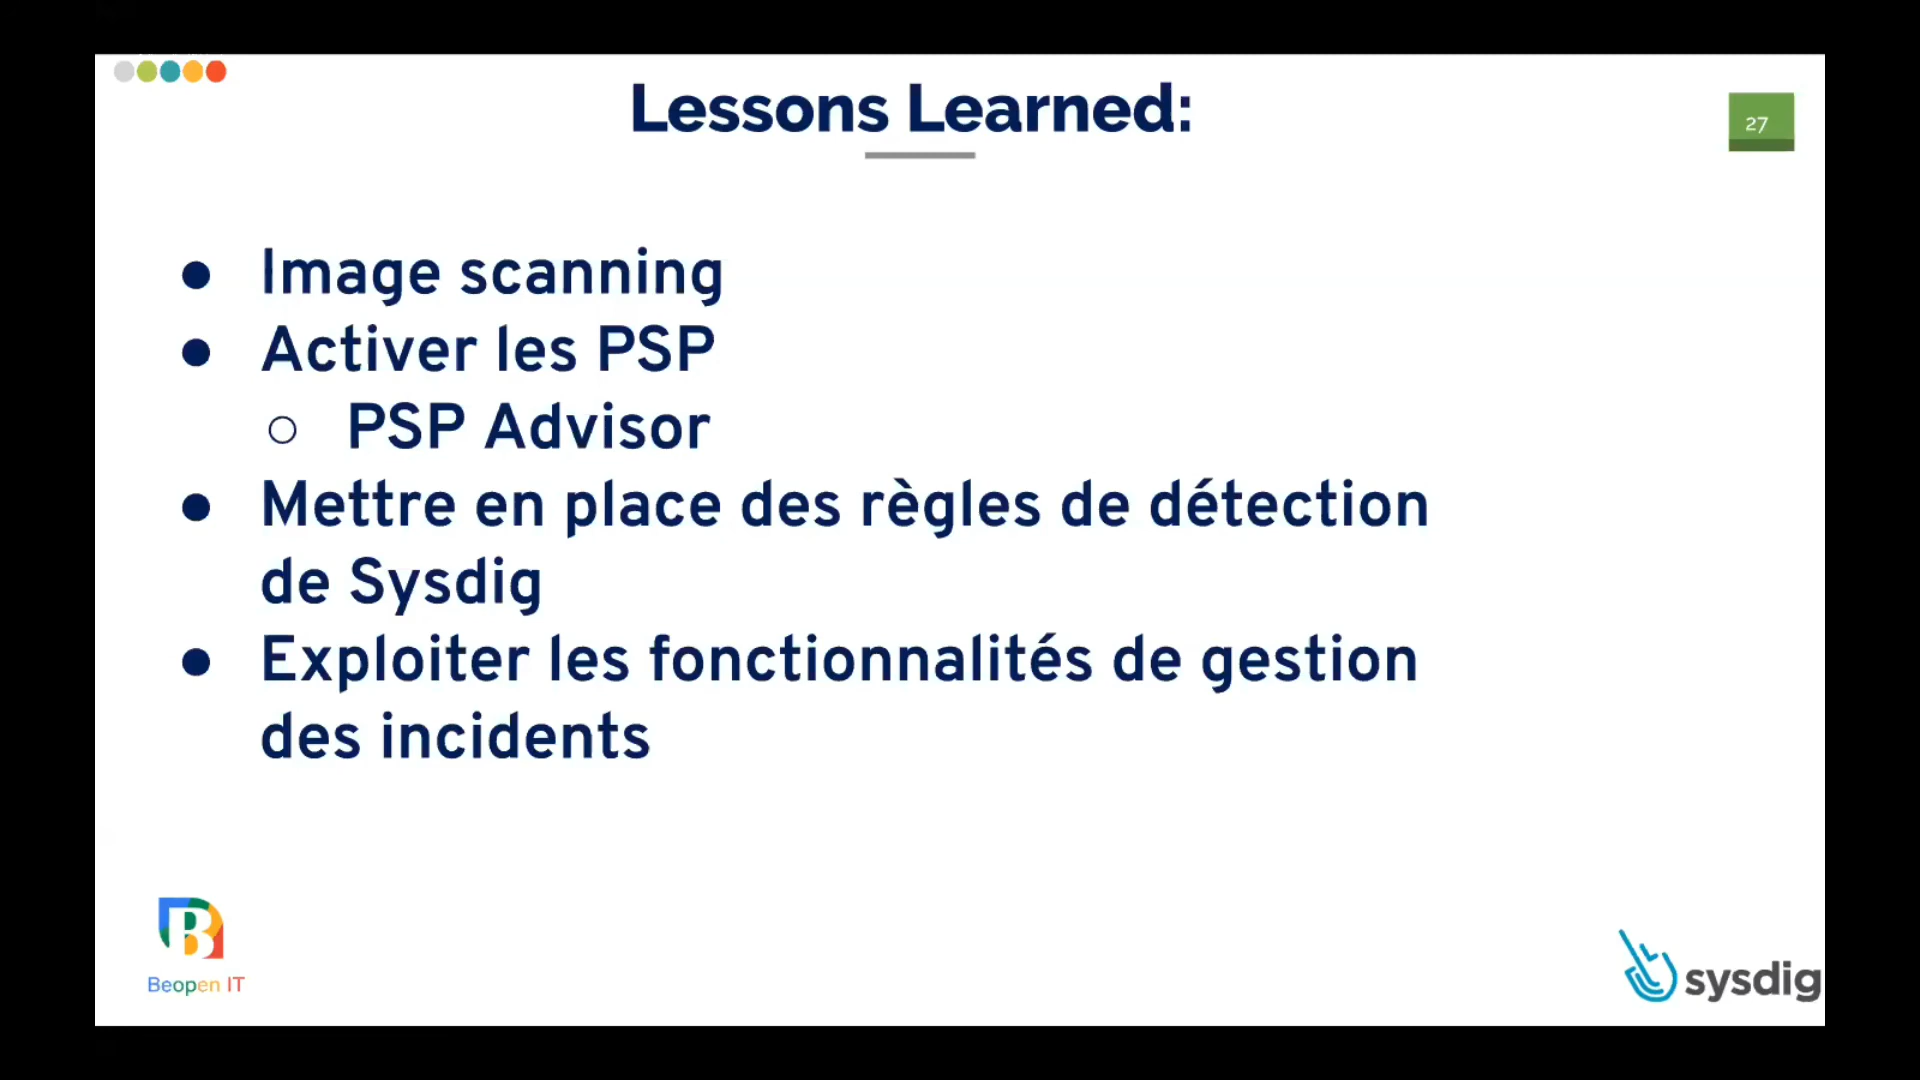 Lessons Learned:
27
● Image scanning
● Activer les PSP
○ PSP Advisor
● Mettre en place des règles de détection
de Sysdig
● Exploiter les fonctionnalités de gestion
des incidents
B
Beopen IT
sysdig